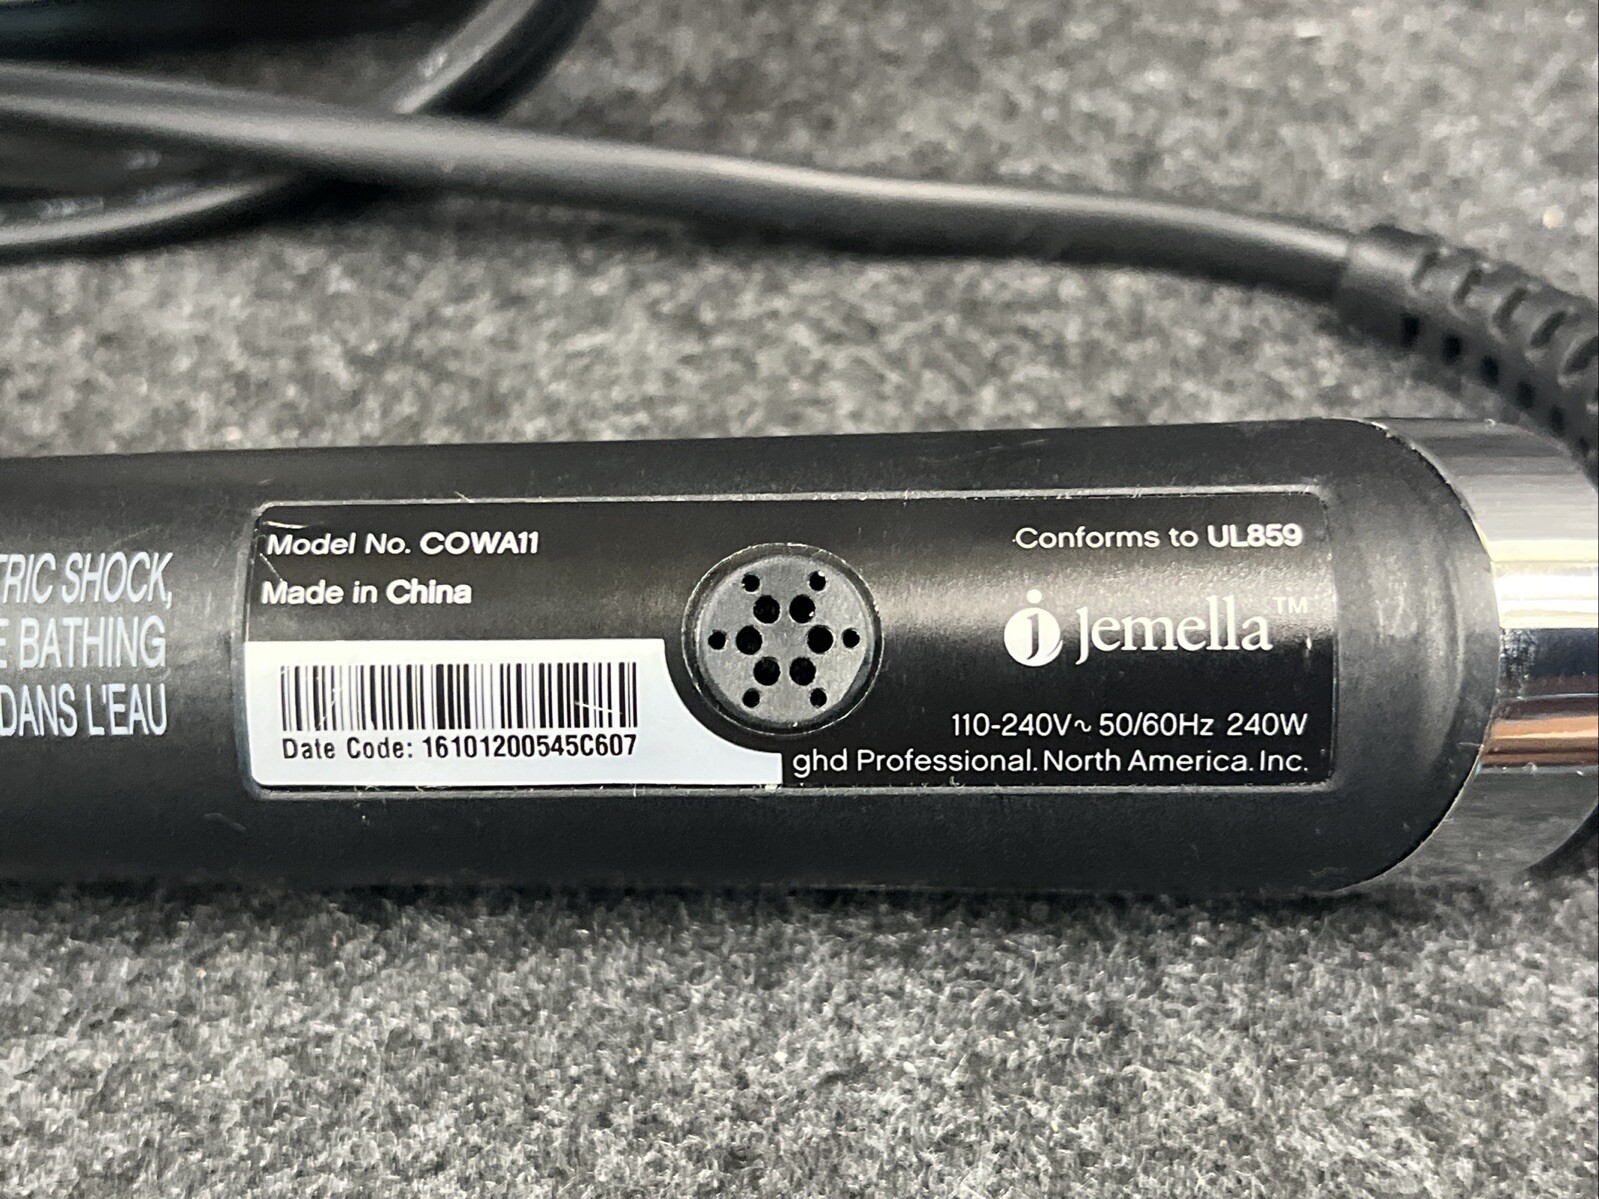 TRIC SHOCK,
E BATHING
DANS L'EAU
Model No. COWA11
Made in China
Date Code: 16101200545C607
Conforms to UL859
j jemella™
110-240V~ 50/60Hz 240W
ghd Professional. North America. Inc.